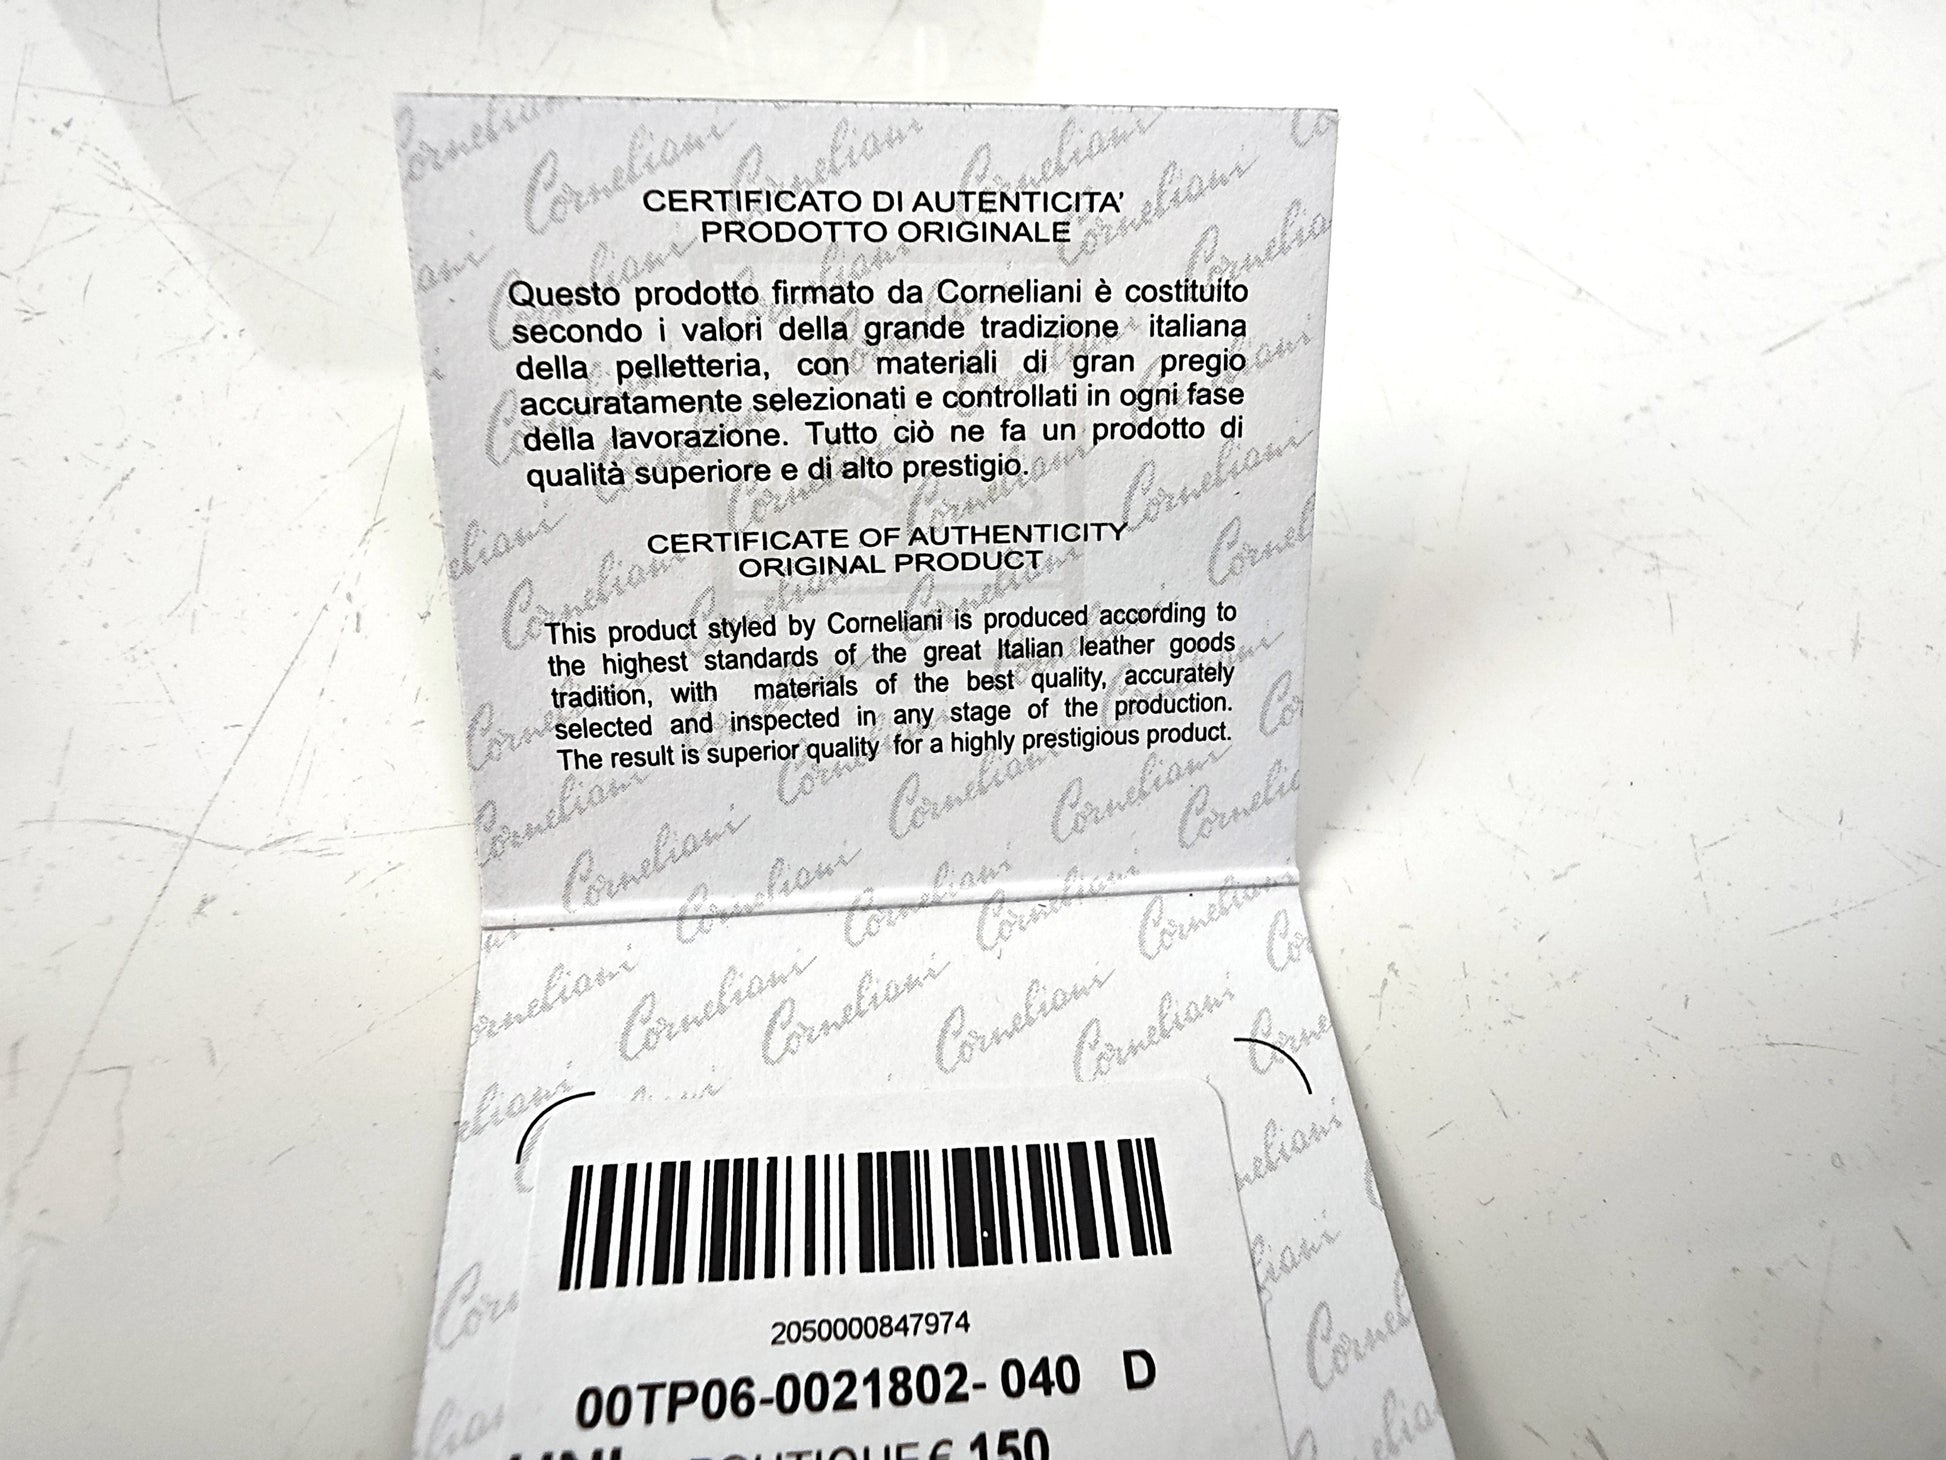 CERTIFICATO DI AUTENTICITA'
PRODOTTO ORIGINALE
Questo prodotto firmato da Corneliani è costituito
secondo i valori della grande tradizione italiana
della pelletteria, con materiali di gran pregio
accuratamente selezionati e controllati in ogni fase
della lavorazione. Tutto ciò ne fa un prodotto di
qualità superiore e di alto prestigio.
CERTIFICATE OF AUTHENTICITY
ORIGINAL PRODUCT
This product styled by Corneliani is produced according to
the highest standards of the great Italian leather goods
tradition, with materials of the best quality, accurately
selected and inspected in any stage of the production.
The result is superior quality for a highly prestigious product.
2050000847974
00TP06-0021802- 040 D
BOUTIQUE € 150